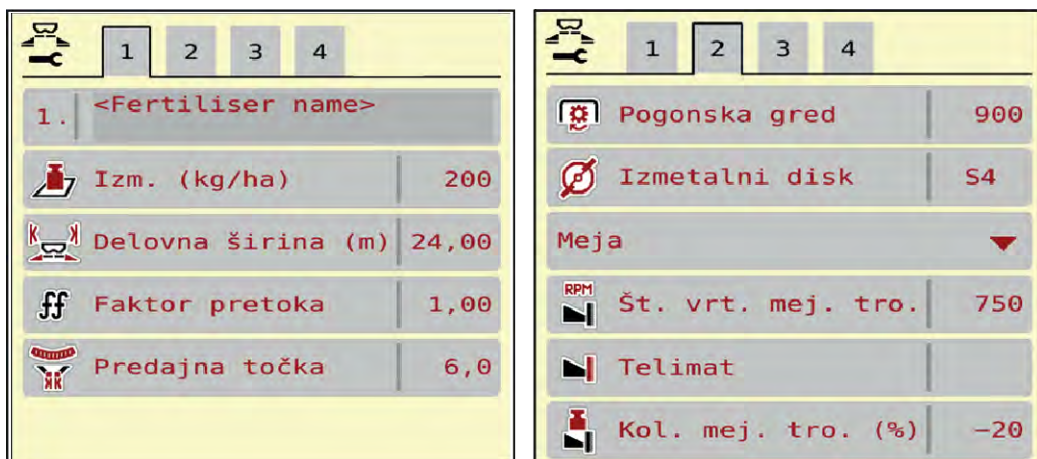 1 2 3 4
1. <Fertiliser name>
Izm. (kg/ha) 200
Delovna širina (m) 24,00
ff Faktor pretoka 1,00
KK Predajna točka 6,0
1 2 3 4
Pogonska gred 900
Izmetalni disk S4
Meja
RPM Št. vrt. mej. tro. 750
Telimat
Kol. mej. tro. (%) −20